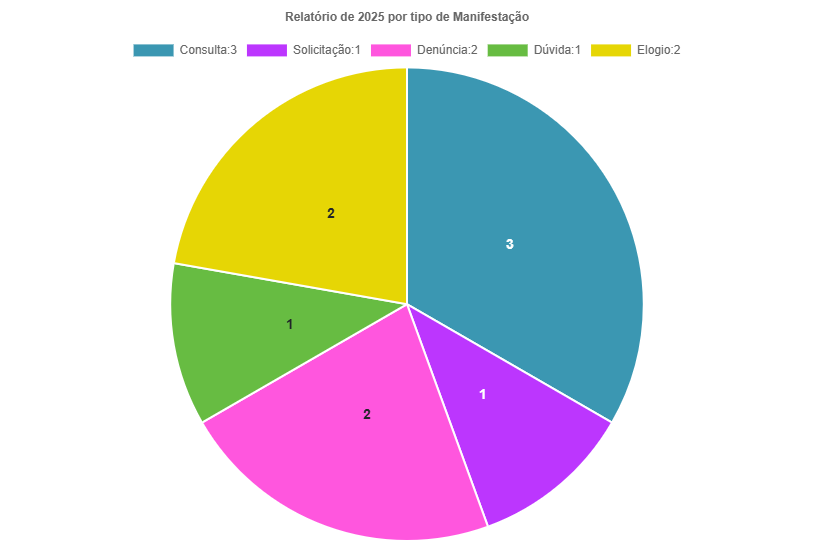 Relatório de 2025 por tipo de Manifestação
Consulta:3 Solicitação:1 Denúncia:2 Dúvida:1 Elogio:2
2
3
1
1
2